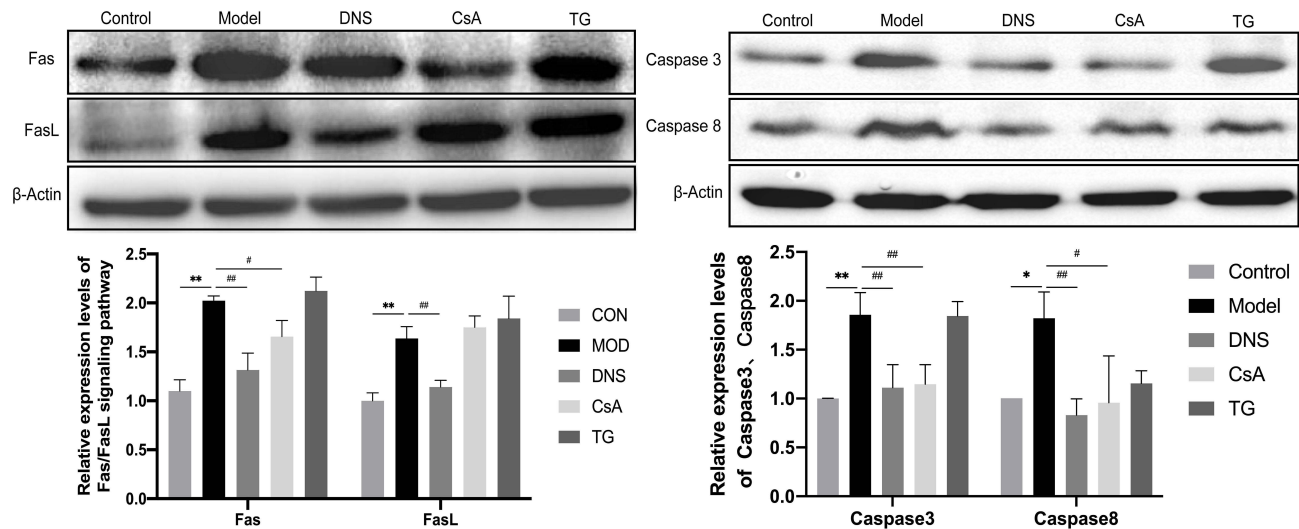 Control Model DNS CsA TG
Fas
FasL
β-Actin
Control Model DNS CsA TG
Caspase 3
Caspase 8
β-Actin
Relative expression levels of
Fas/FasL signaling pathway
2.5
2.0
1.5
1.0
0.5
0.0
#
** ##
** ##
Fas FasL
CON
MOD
DNS
CsA
TG
Relative expression levels
of Caspase3、Caspase8
2.5
2.0
1.5
1.0
0.5
0.0
## #
** ## * ##
Caspase3 Caspase8
Control
Model
DNS
CsA
TG